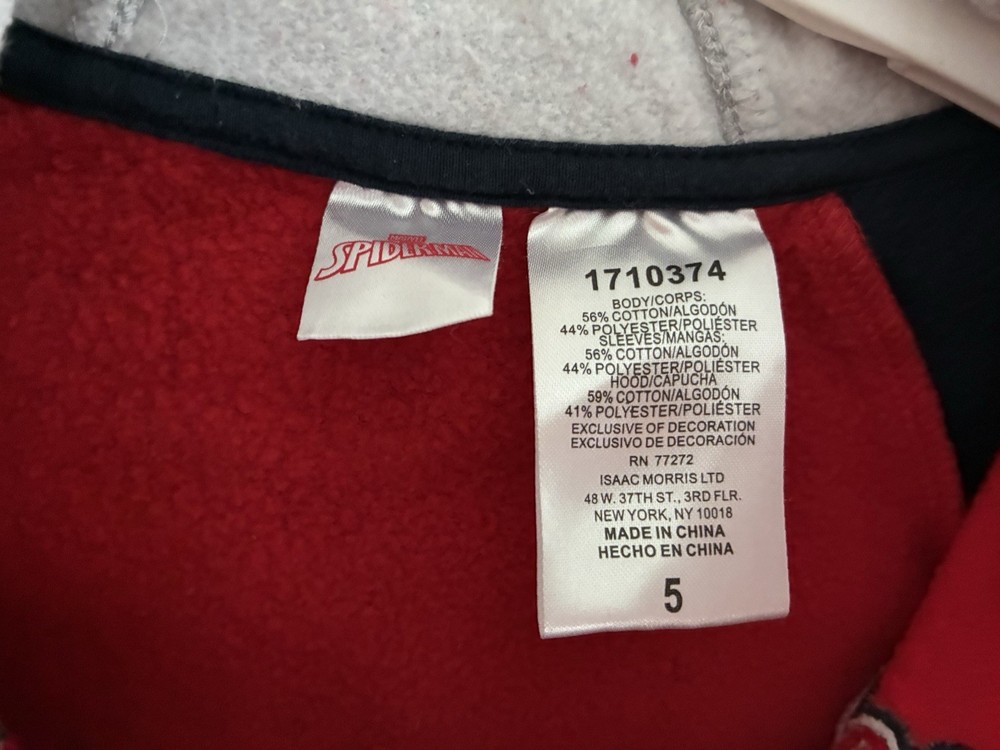 MARVEL
SPIDER-MAN
1710374
BODY/CORPS:
56% COTTON/ALGODÓN
44% POLYESTER/POLIÉSTER
SLEEVES/MANGAS:
56% COTTON/ALGODÓN
44% POLYESTER/POLIÉSTER
HOOD/CAPUCHA
59% COTTON/ALGODÓN
41% POLYESTER/POLIÉSTER
EXCLUSIVE OF DECORATION
EXCLUSIVO DE DECORACIÓN
RN 77272
ISAAC MORRIS LTD
48 W. 37TH ST., 3RD FLR.
NEW YORK, NY 10018
MADE IN CHINA
HECHO EN CHINA
5